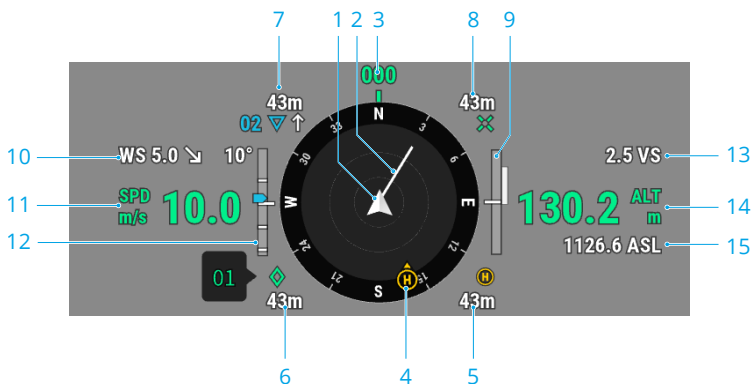 7 1 2 3 8 9
000
43m 43m
02
N
33 3
10 WS 5.0 10° 30 6 2.5 VS 13
11 SPD m/s 10.0 W E 130.2 ALT m 14
12 24 12 1126.6 ASL 15
01 21 S H 15 H
43m 43m
6 4 5